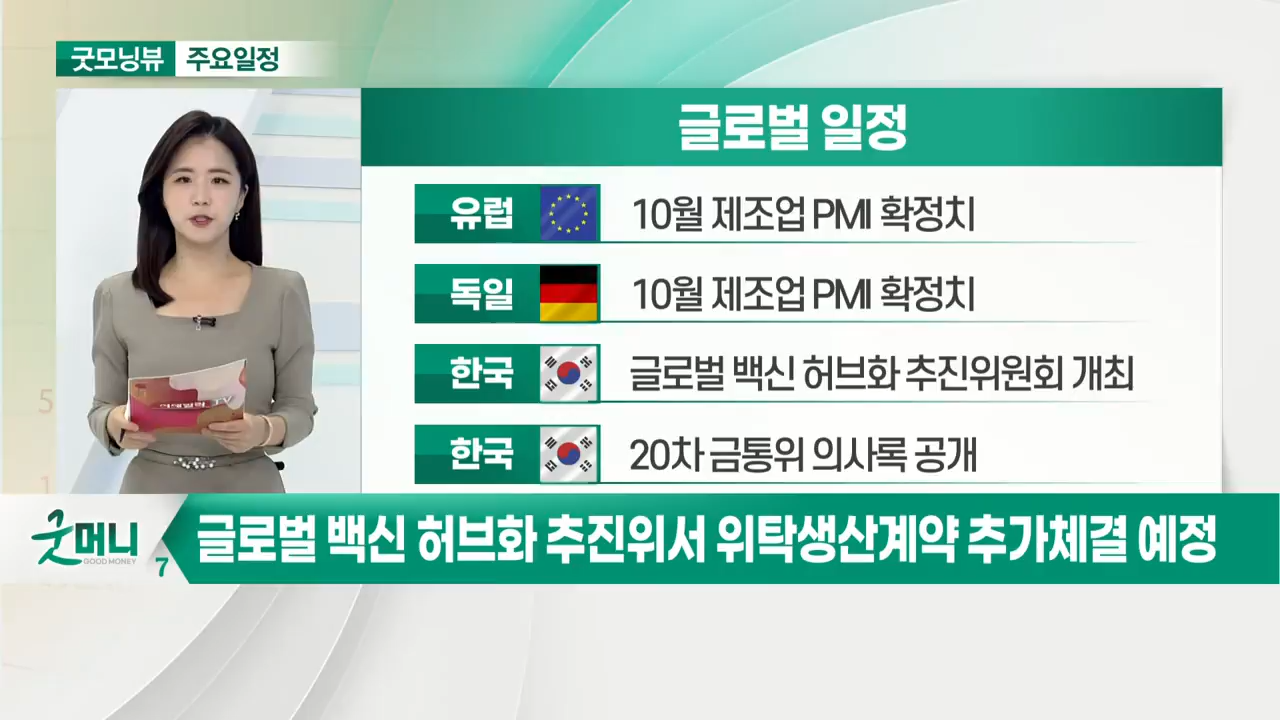 굿모닝뷰 주요일정
글로벌 일정
유럽 10월 제조업 PMI 확정치
독일 10월 제조업 PMI 확정치
한국 글로벌 백신 허브화 추진위원회 개최
한국 20차 금통위 의사록 공개
5
1
굿머니
GOOD MONEY
7
글로벌 백신 허브화 추진위서 위탁생산계약 추가체결 예정